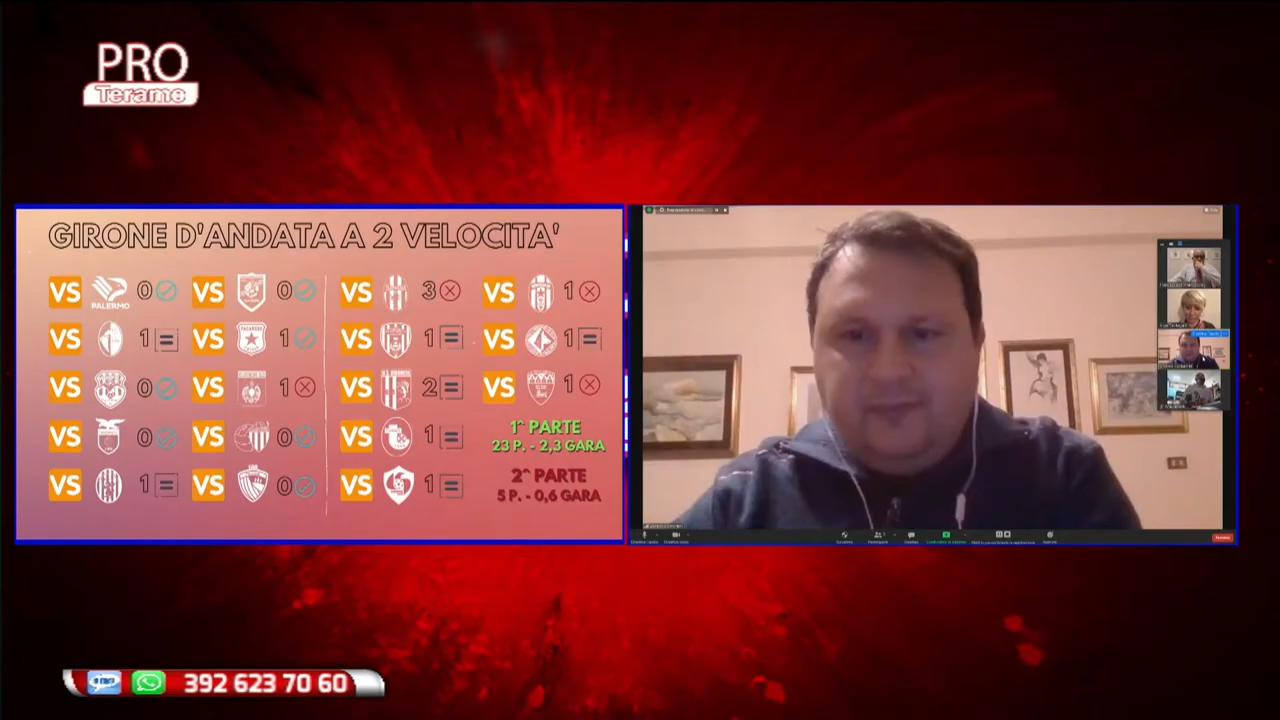 PRO
Teramo
GIRONE D'ANDATA A 2 VELOCITA'
VS PALERMO 0 VS 0 VS 3 VS 1
VS 1 = VS 1 VS 1 = VS 1 =
VS 0 VS 1 VS 2 = VS 1
VS 0 VS 0 VS 1 =
VS 1 = VS 0 VS 1 =
1^ PARTE
23 P. - 2,3 GARA
2^ PARTE
5 P. - 0,6 GARA
392 623 70 60